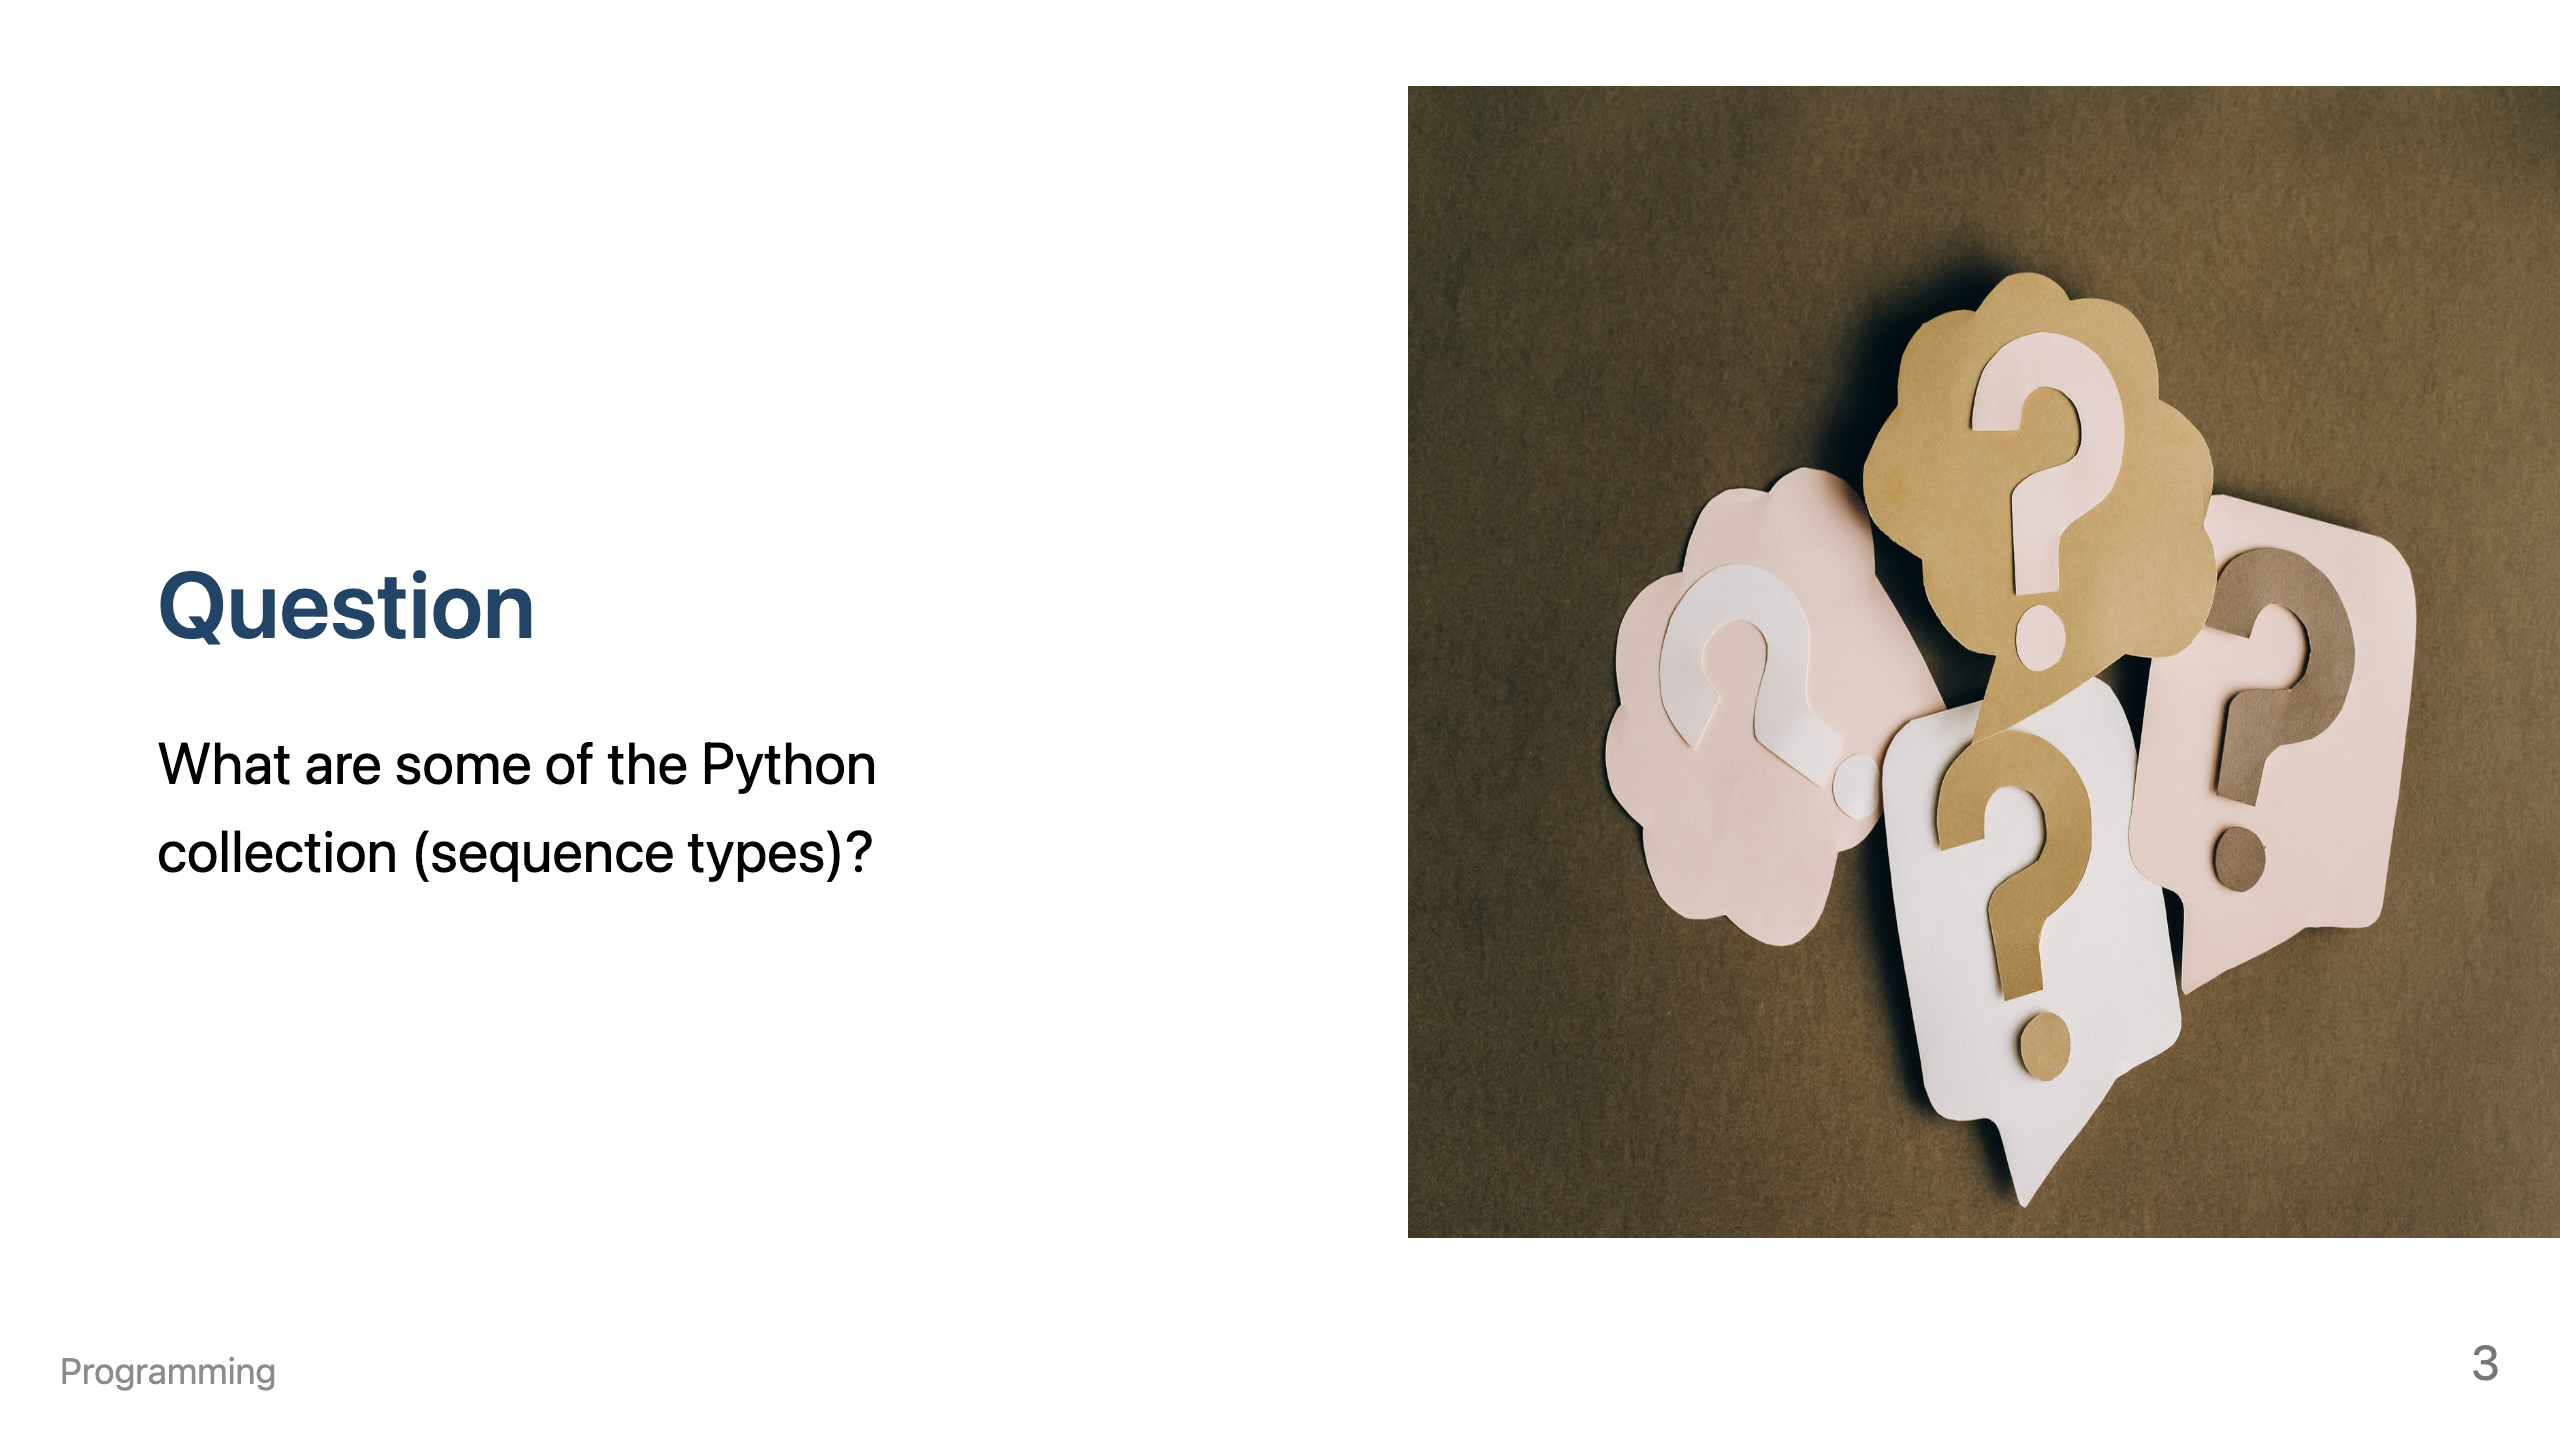 Question
What are some of the Python
collection (sequence types)?
Programming
3